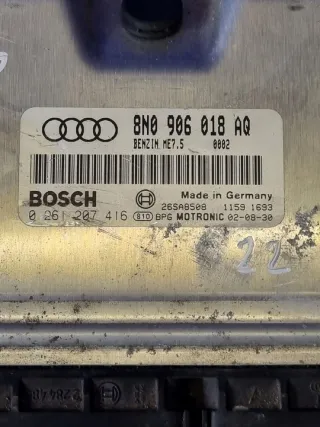 8N0 906 018 AQ
BENZIN ME7.5 0002
BOSCH Made in Germany
26SA8508 1159 1693
0 261 207 416 810 BPG MOTRONIC 02-08-30
22